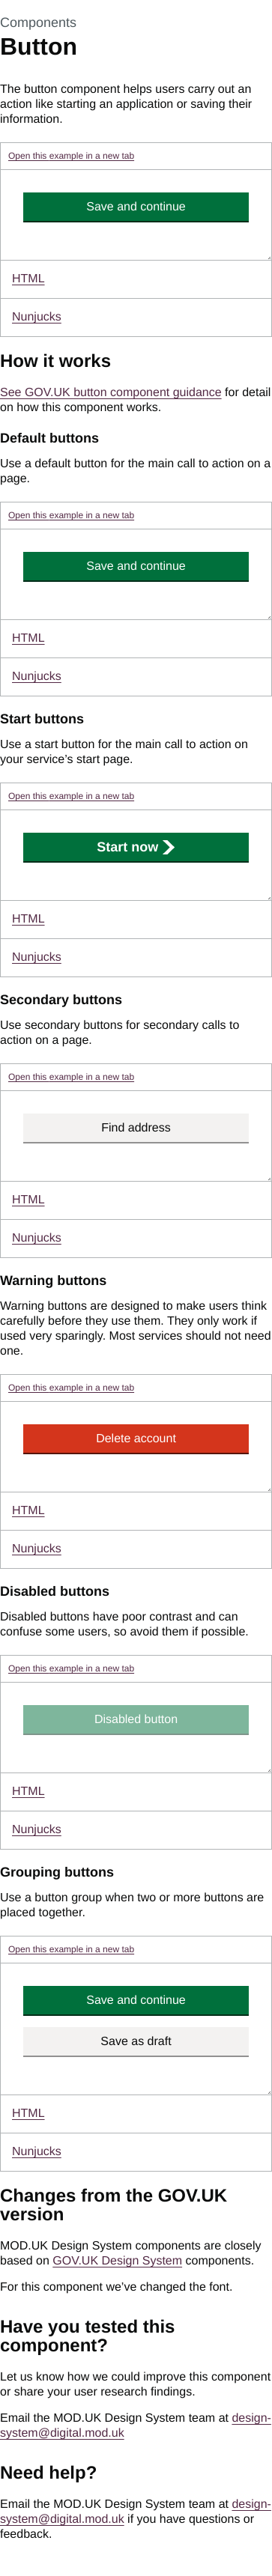 Components
Button
The button component helps users carry out an
action like starting an application or saving their
information.
Open this example in a new tab
Save and continue
HTML
Nunjucks
How it works
See GOV.UK button component guidance for detail
on how this component works.
Default buttons
Use a default button for the main call to action on a
page.
Open this example in a new tab
Save and continue
HTML
Nunjucks
Start buttons
Use a start button for the main call to action on
your service’s start page.
Open this example in a new tab
Start now
HTML
Nunjucks
Secondary buttons
Use secondary buttons for secondary calls to
action on a page.
Open this example in a new tab
Find address
HTML
Nunjucks
Warning buttons
Warning buttons are designed to make users think
carefully before they use them. They only work if
used very sparingly. Most services should not need
one.
Open this example in a new tab
Delete account
HTML
Nunjucks
Disabled buttons
Disabled buttons have poor contrast and can
confuse some users, so avoid them if possible.
Open this example in a new tab
Disabled button
HTML
Nunjucks
Grouping buttons
Use a button group when two or more buttons are
placed together.
Open this example in a new tab
Save and continue
Save as draft
HTML
Nunjucks
Changes from the GOV.UK
version
MOD.UK Design System components are closely
based on GOV.UK Design System components.
For this component we’ve changed the font.
Have you tested this
component?
Let us know how we could improve this component
or share your user research findings.
Email the MOD.UK Design System team at design-
system@digital.mod.uk
Need help?
Email the MOD.UK Design System team at design-
system@digital.mod.uk if you have questions or
feedback.